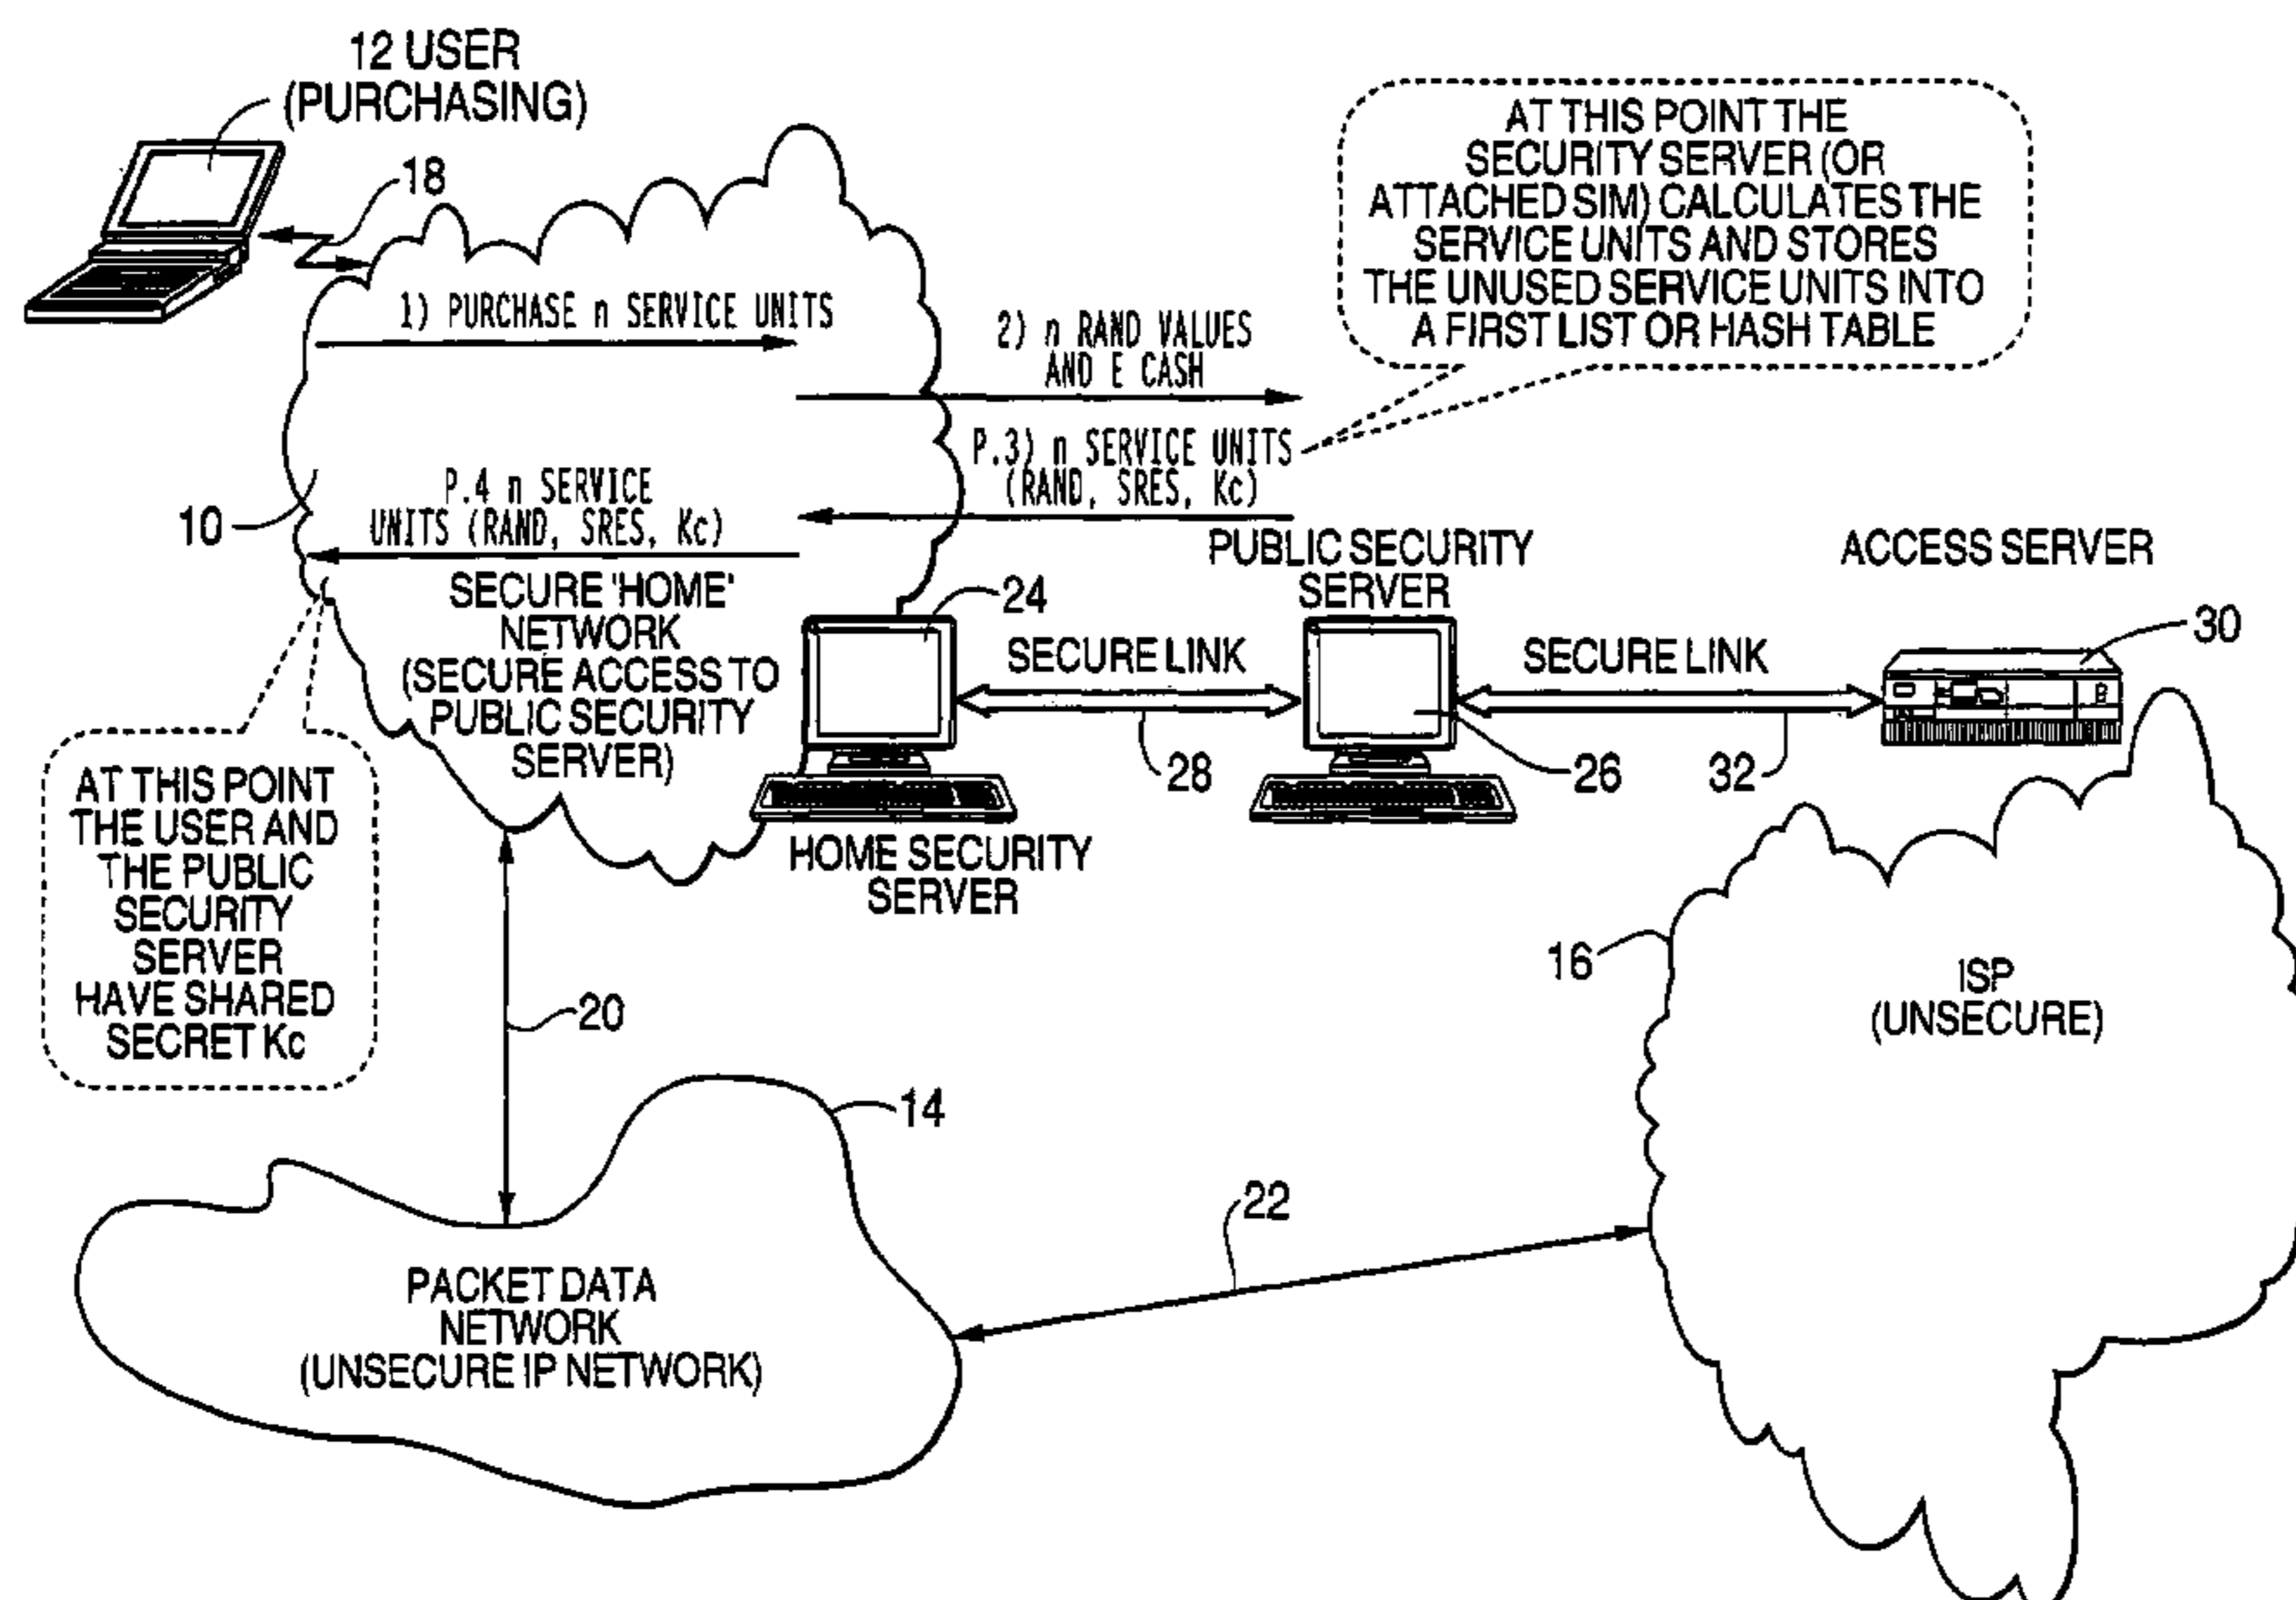 12 USER
(PURCHASING)
18
AT THIS POINT THE
SECURITY SERVER (OR
ATTACHED SIM) CALCULATES THE
SERVICE UNITS AND STORES
THE UNUSED SERVICE UNITS INTO
A FIRST LIST OR HASH TABLE
1) PURCHASE n SERVICE UNITS
2) n RAND VALUES
AND E CASH
P.3) n SERVICE UNITS
(RAND, SRES, Kc)
P.4 n SERVICE
UNITS (RAND, SRES, Kc)
10
SECURE 'HOME'
NETWORK
(SECURE ACCESS TO
PUBLIC SECURITY
SERVER)
24
PUBLIC SECURITY
SERVER
ACCESS SERVER
30
SECURE LINK
SECURE LINK
28
26
32
HOME SECURITY
SERVER
AT THIS POINT
THE USER AND
THE PUBLIC
SECURITY
SERVER
HAVE SHARED
SECRET Kc
20
16
ISP
(UNSECURE)
14
22
PACKET DATA
NETWORK
(UNSECURE IP NETWORK)